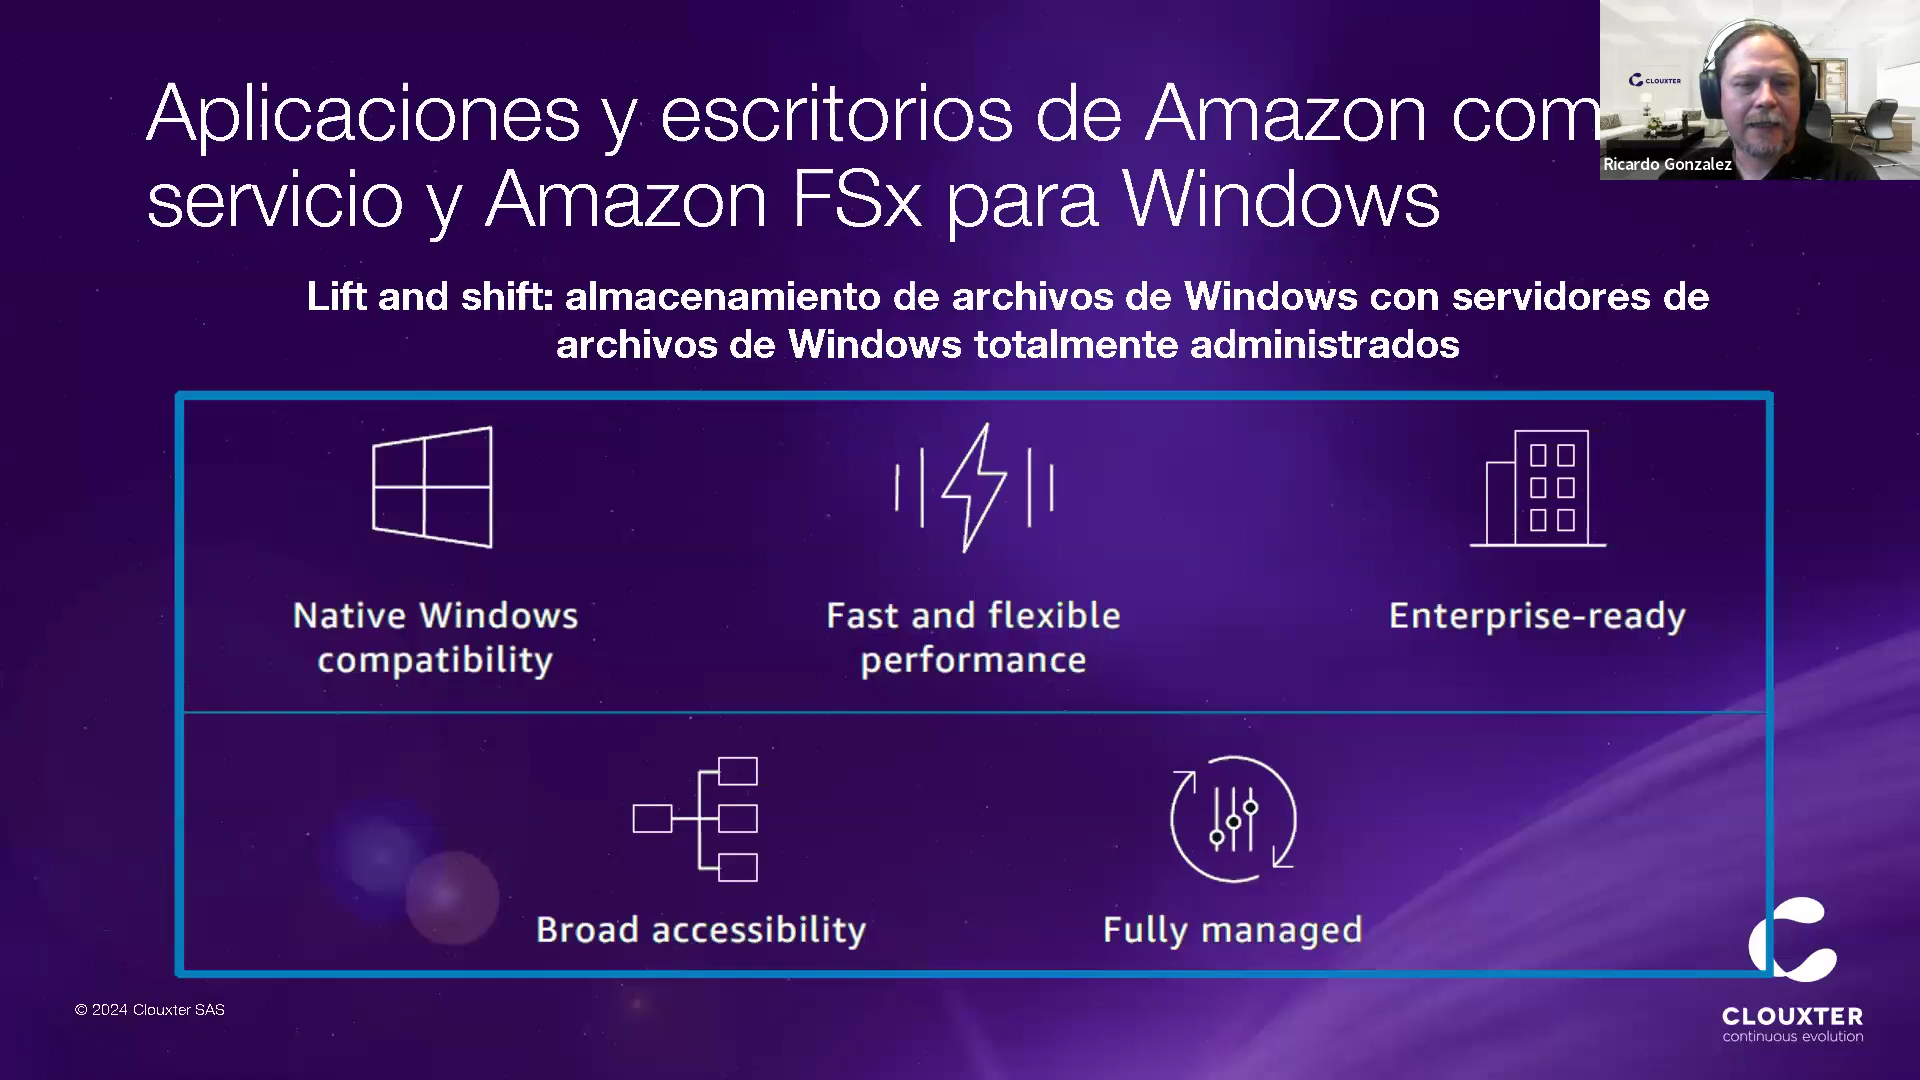 Aplicaciones y escritorios de Amazon com
servicio y Amazon FSx para Windows
CLOUXTER
Ricardo Gonzalez
Lift and shift: almacenamiento de archivos de Windows con servidores de
archivos de Windows totalmente administrados
Native Windows
compatibility
Fast and flexible
performance
Enterprise-ready
Broad accessibility
Fully managed
© 2024 Clouxter SAS
CLOUXTER
continuous evolution